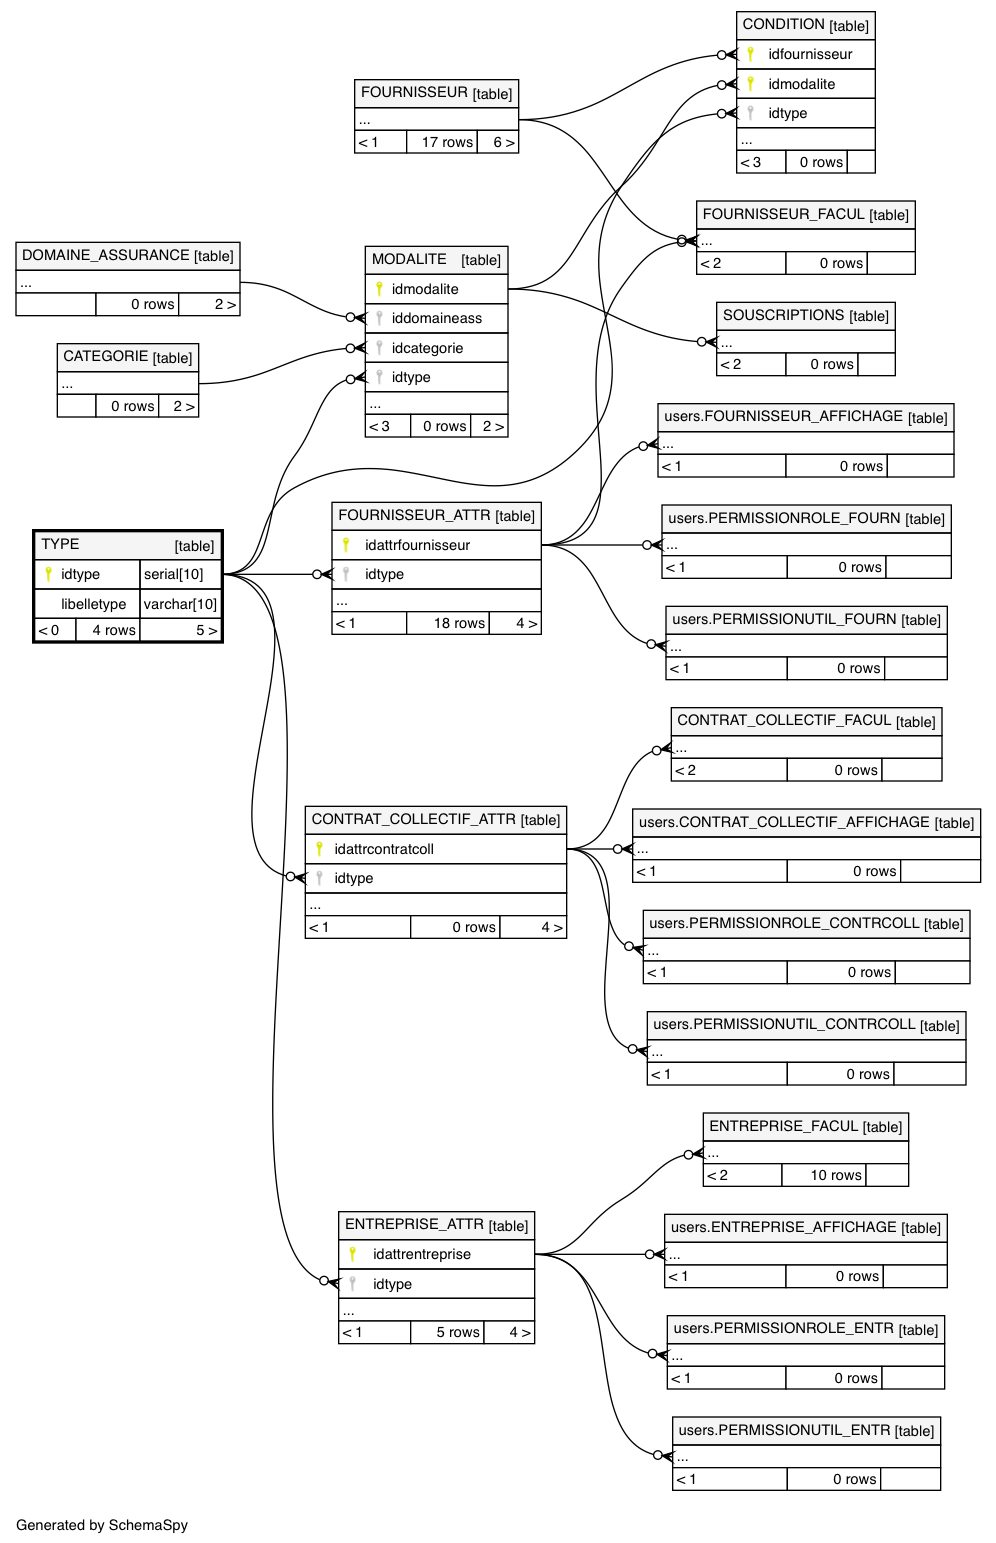 CONDITION [table]
idfournisseur
idmodalite
idtype
...
< 3 0 rows
FOURNISSEUR [table]
...
< 1 17 rows 6 >
FOURNISSEUR_FACUL [table]
...
< 2 0 rows
DOMAINE_ASSURANCE [table]
...
0 rows 2 >
MODALITE [table]
idmodalite
iddomaineass
idcategorie
idtype
...
< 3 0 rows 2 >
SOUSCRIPTIONS [table]
...
< 2 0 rows
CATEGORIE [table]
...
0 rows 2 >
users.FOURNISSEUR_AFFICHAGE [table]
...
< 1 0 rows
TYPE [table]
idtype serial[10]
libelletype varchar[10]
< 0 4 rows 5 >
FOURNISSEUR_ATTR [table]
idattrfournisseur
idtype
...
< 1 18 rows 4 >
users.PERMISSIONROLE_FOURN [table]
...
< 1 0 rows
users.PERMISSIONUTIL_FOURN [table]
...
< 1 0 rows
CONTRAT_COLLECTIF_FACUL [table]
...
< 2 0 rows
CONTRAT_COLLECTIF_ATTR [table]
idattrcontratcoll
idtype
...
< 1 0 rows 4 >
users.CONTRAT_COLLECTIF_AFFICHAGE [table]
...
< 1 0 rows
users.PERMISSIONROLE_CONTRCOLL [table]
...
< 1 0 rows
users.PERMISSIONUTIL_CONTRCOLL [table]
...
< 1 0 rows
ENTREPRISE_FACUL [table]
...
< 2 10 rows
ENTREPRISE_ATTR [table]
idattrentreprise
idtype
...
< 1 5 rows 4 >
users.ENTREPRISE_AFFICHAGE [table]
...
< 1 0 rows
users.PERMISSIONROLE_ENTR [table]
...
< 1 0 rows
users.PERMISSIONUTIL_ENTR [table]
...
< 1 0 rows
Generated by SchemaSpy